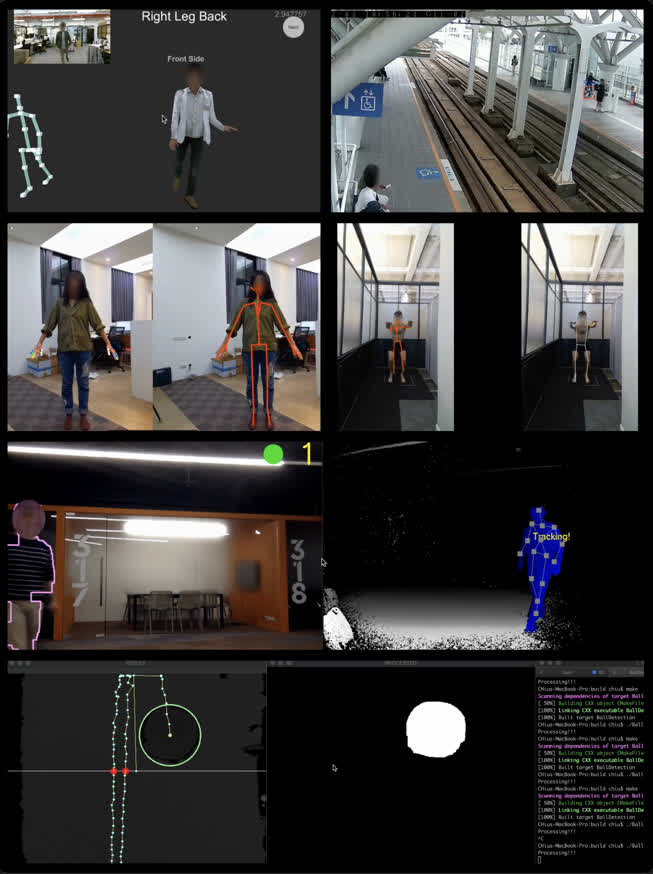 Right Leg Back
2.942757
Next
Front Side
1
317
318
Tracking!
Processing!!!
CHius-MacBook-Pro:build chiu$ make
Scanning dependencies of target Ball
[ 50%] Building CXX object CMakeFile
[100%] Linking CXX executable BallDe
[100%] Built target BallDetection
CHius-MacBook-Pro:build chiu$ ./Ball
Processing!!!
CHius-MacBook-Pro:build chiu$ make
Scanning dependencies of target Ball
[ 50%] Building CXX object CMakeFile
[100%] Linking CXX executable BallDe
[100%] Built target BallDetection
CHius-MacBook-Pro:build chiu$ ./Ball
Processing!!!
CHius-MacBook-Pro:build chiu$ make
Scanning dependencies of target Ball
[ 50%] Building CXX object CMakeFile
[100%] Linking CXX executable BallDe
[100%] Built target BallDetection
CHius-MacBook-Pro:build chiu$ ./Ball
Processing!!!
^C
CHius-MacBook-Pro:build chiu$ ./Ball
Processing!!!